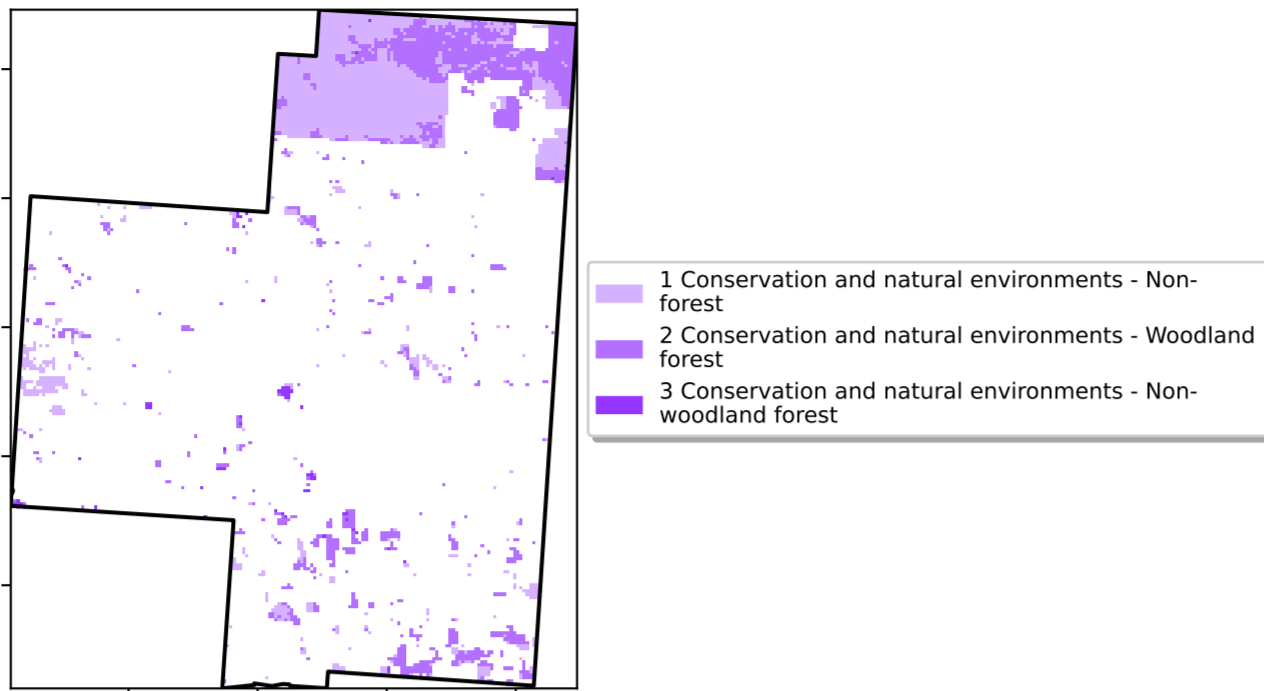 1 Conservation and natural environments - Non-
forest
2 Conservation and natural environments - Woodland
forest
3 Conservation and natural environments - Non-
woodland forest